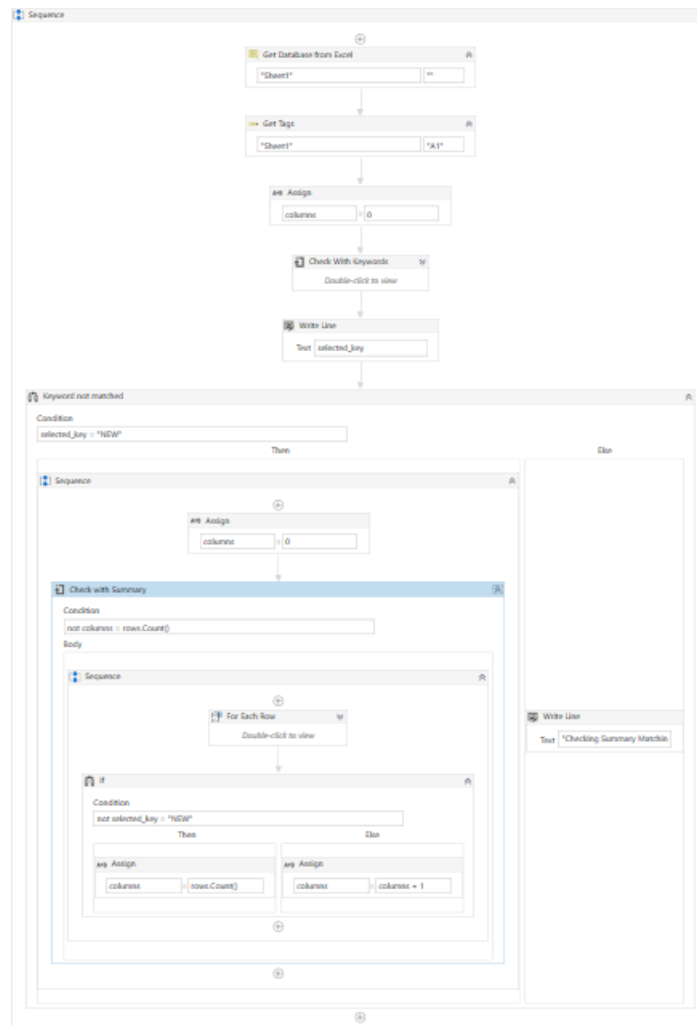 Sequence
Get Database from Excel
"Sheet1" ""
Get Tags
"Sheet1" "A1"
A+B Assign
columns = 0
Check With Keywords
Double-click to view
Write Line
Text selected_key
Keyword not matched
Condition
selected_key = "NEW"
Then Else
Sequence
A+B Assign
columns = 0
Check with Summary
Condition
not columns = rows.Count()
Body
Sequence
For Each Row
Double-click to view
Write Line
Text "Checking Summary Matchin
If
Condition
not selected_key = "NEW"
Then Else
A+B Assign A+B Assign
columns = rows.Count() columns = columns + 1